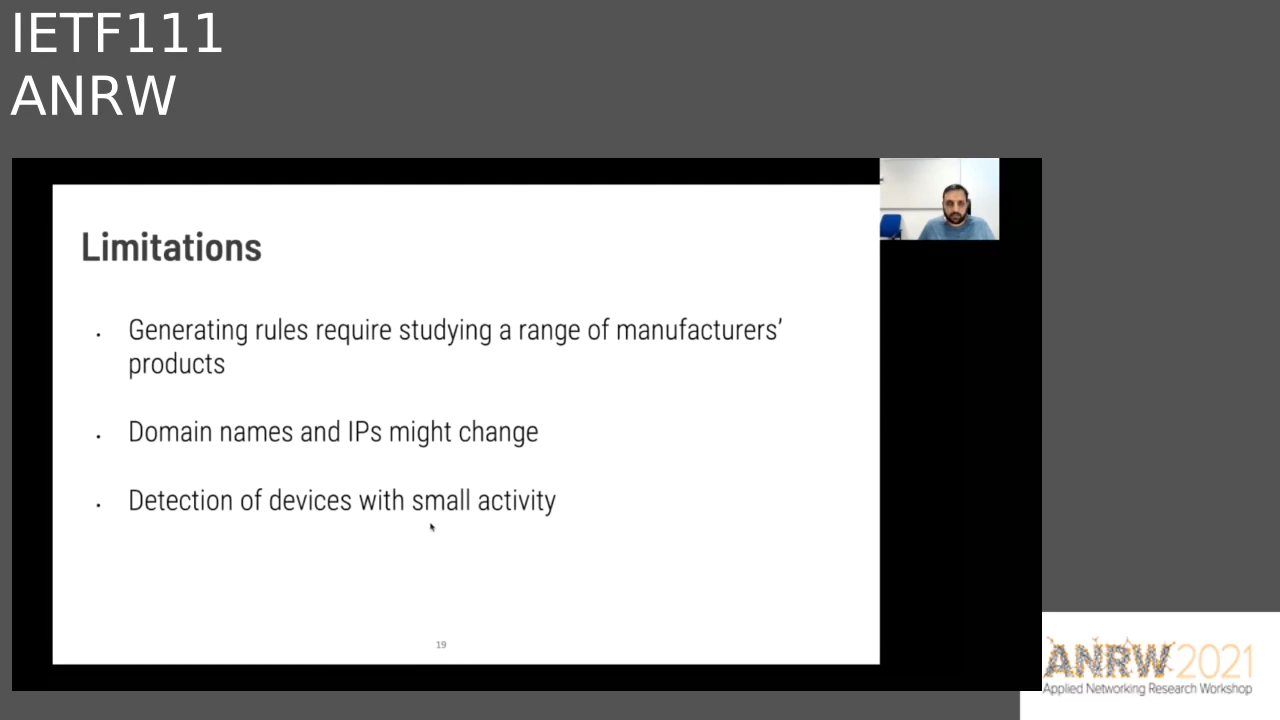 IETF111
ANRW
Limitations
· Generating rules require studying a range of manufacturers’
products
· Domain names and IPs might change
· Detection of devices with small activity
19
ANRW2021
Applied Networking Research Workshop